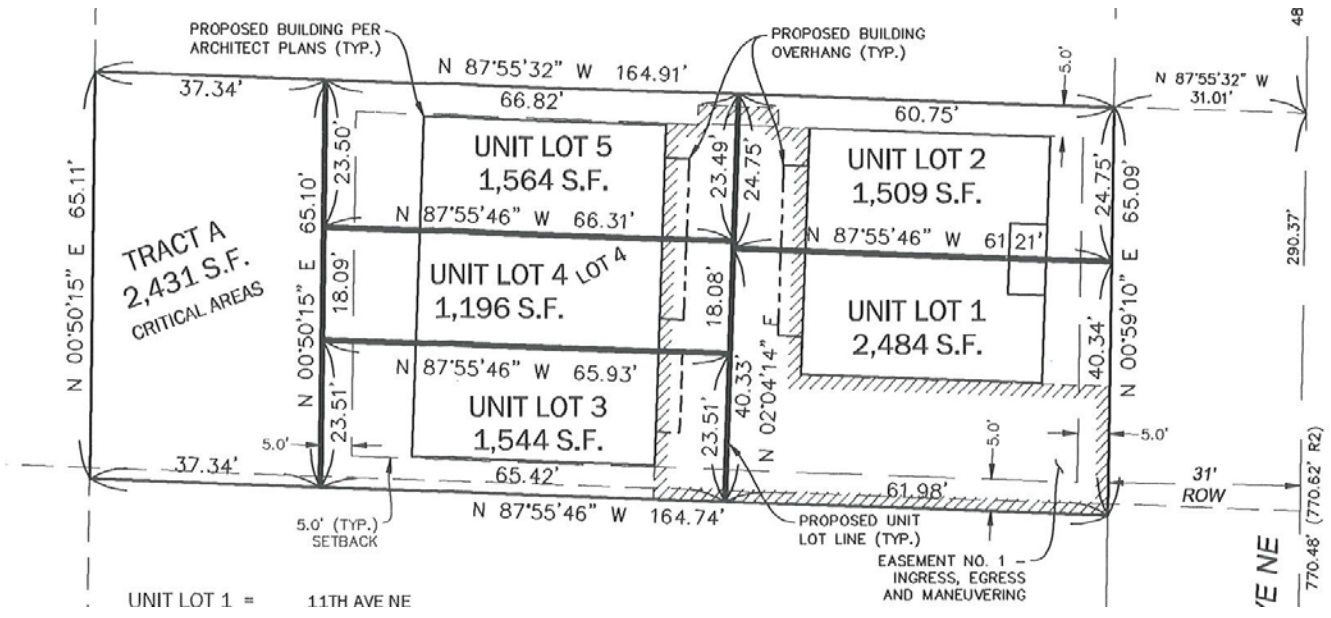 PROPOSED BUILDING PER
ARCHITECT PLANS (TYP.)
PROPOSED BUILDING
OVERHANG (TYP.)
48
N 87°55'32" W 164.91'
5.0'
N 87°55'32" W
31.01'
37.34'
66.82'
60.75'
UNIT LOT 5
1,564 S.F.
UNIT LOT 2
1,509 S.F.
23.50'
23.49'
24.75'
24.75'
N 00°50'15" E 65.11'
N 00°50'15" E 65.10'
N 00°59'10" E 65.09'
290.37'
N 87°55'46" W 66.31'
N 87°55'46" W 61.21'
TRACT A
2,431 S.F.
CRITICAL AREAS
UNIT LOT 4
1,196 S.F.
LOT 4
18.09'
18.08'
UNIT LOT 1
2,484 S.F.
N 02°04'14" E
40.33'
40.34'
N 87°55'46" W 65.93'
UNIT LOT 3
1,544 S.F.
23.51'
23.51'
5.0'
5.0'
5.0'
37.34'
65.42'
61.98'
31'
ROW
770.48' (770.62' R2)
5.0' (TYP.)
SETBACK
N 87°55'46" W 164.74'
PROPOSED UNIT
LOT LINE (TYP.)
EASEMENT NO. 1 –
INGRESS, EGRESS
AND MANEUVERING
VE NE
UNIT LOT 1 = 11TH AVE NE